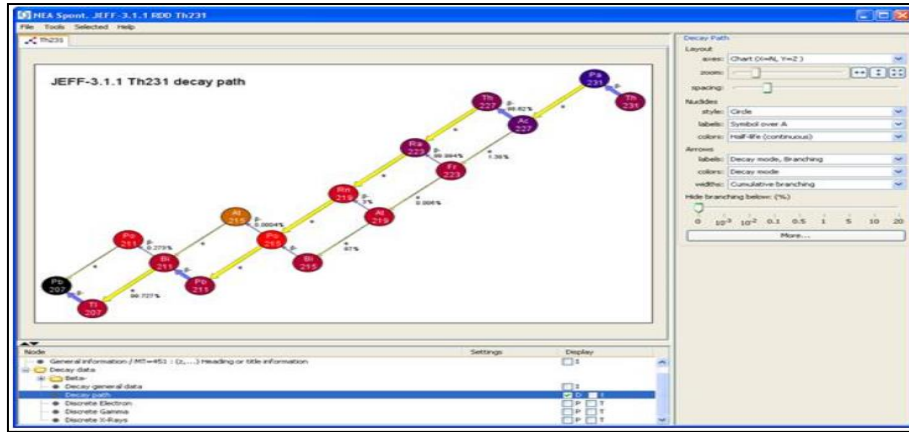 NEA Spont. JEFF-3.1.1 RDD Th231
File Tools Selected Help
Th231
JEFF-3.1.1 Th231 decay path
Pa
231
Th
231
Th
227
β-
98.62%
Ac
227
Ra
223
β-
1.38%
Fr
223
Rn
219
β-
0.006%
At
219
At
215
β-
0.0004%
Po
215
97%
Bi
215
Po
211
β-
0.273%
Bi
211
Pb
211
Pb
207
β-
99.727%
Tl
207
Decay Path
Layout
axes: Chart (X=N, Y=Z )
zoom:
spacing:
Nuclides
style: Circle
labels: Symbol over A
colors: Half-life (continuous)
Arrows
labels: Decay mode, Branching
colors: Decay mode
widths: Cumulative branching
Hide branching below: (%)
0 10-3 10-2 0.1 0.5 1 5 10 20
More...
Node Settings Display
General information / MT=451 : (z,...) Heading or title information
Decay data
Beta-
Decay general data
Decay path D
Discrete Electron P T
Discrete Gamma P T
Discrete X-Rays P T